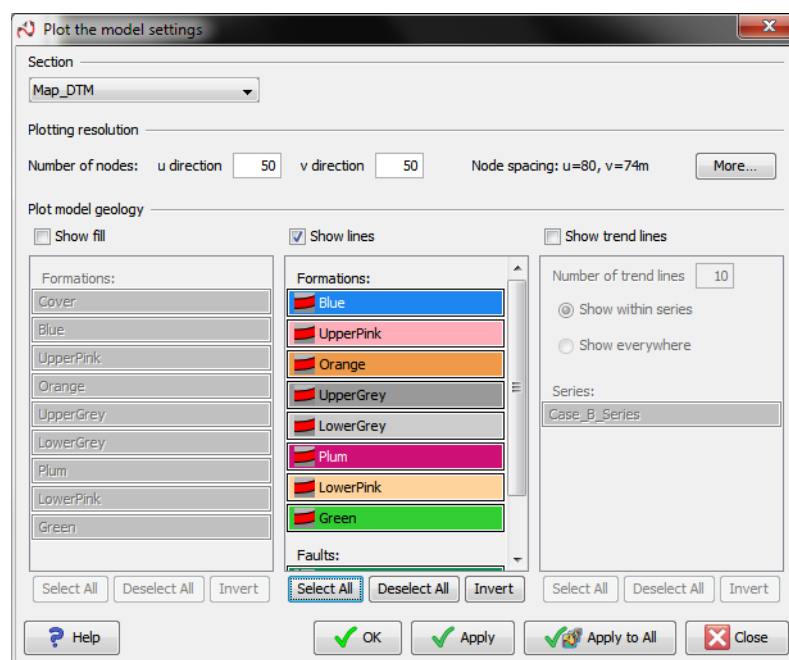 Plot the model settings
Section
Map_DTM
Plotting resolution
Number of nodes: u direction 50 v direction 50 Node spacing: u=80, v=74m More...
Plot model geology
Show fill
Formations:
Cover
Blue
UpperPink
Orange
UpperGrey
LowerGrey
Plum
LowerPink
Green
Select All Deselect All Invert
Show lines
Formations:
Blue
UpperPink
Orange
UpperGrey
LowerGrey
Plum
LowerPink
Green
Faults:
Select All Deselect All Invert
Show trend lines
Number of trend lines 10
Show within series
Show everywhere
Series:
Case_B_Series
Select All Deselect All Invert
Help OK Apply Apply to All Close